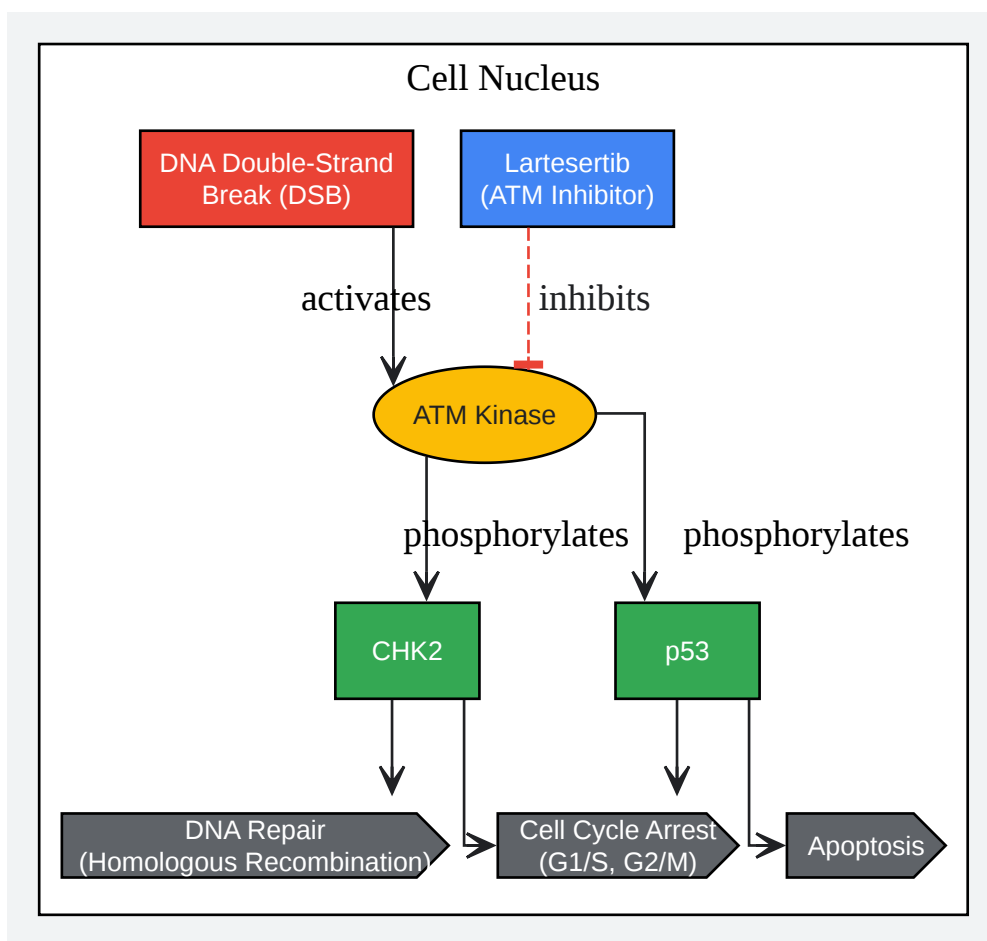 Cell Nucleus
DNA Double-Strand
Break (DSB)
Lartesertib
(ATM Inhibitor)
activates
inhibits
ATM Kinase
phosphorylates
phosphorylates
CHK2
p53
DNA Repair
(Homologous Recombination)
Cell Cycle Arrest
(G1/S, G2/M)
Apoptosis